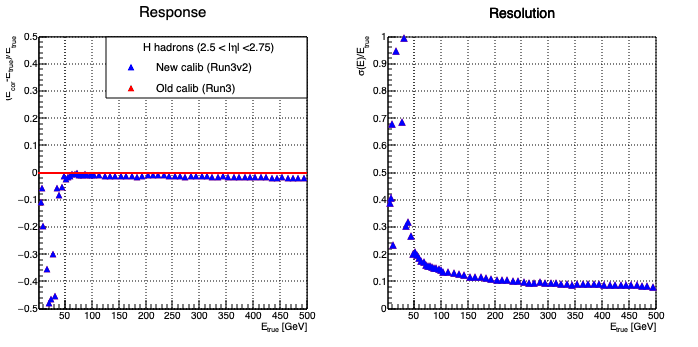 Response
0.5
0.4
0.3
0.2
0.1
0
−0.1
−0.2
−0.3
−0.4
−0.5
H hadrons (2.5 < |η| <2.75)
New calib (Run3v2)
Old calib (Run3)
50 100 150 200 250 300 350 400 450 500
E_true [GeV]
Resolution
σ(E)/E_true
1
0.9
0.8
0.7
0.6
0.5
0.4
0.3
0.2
0.1
0
50 100 150 200 250 300 350 400 450 500
E_true [GeV]